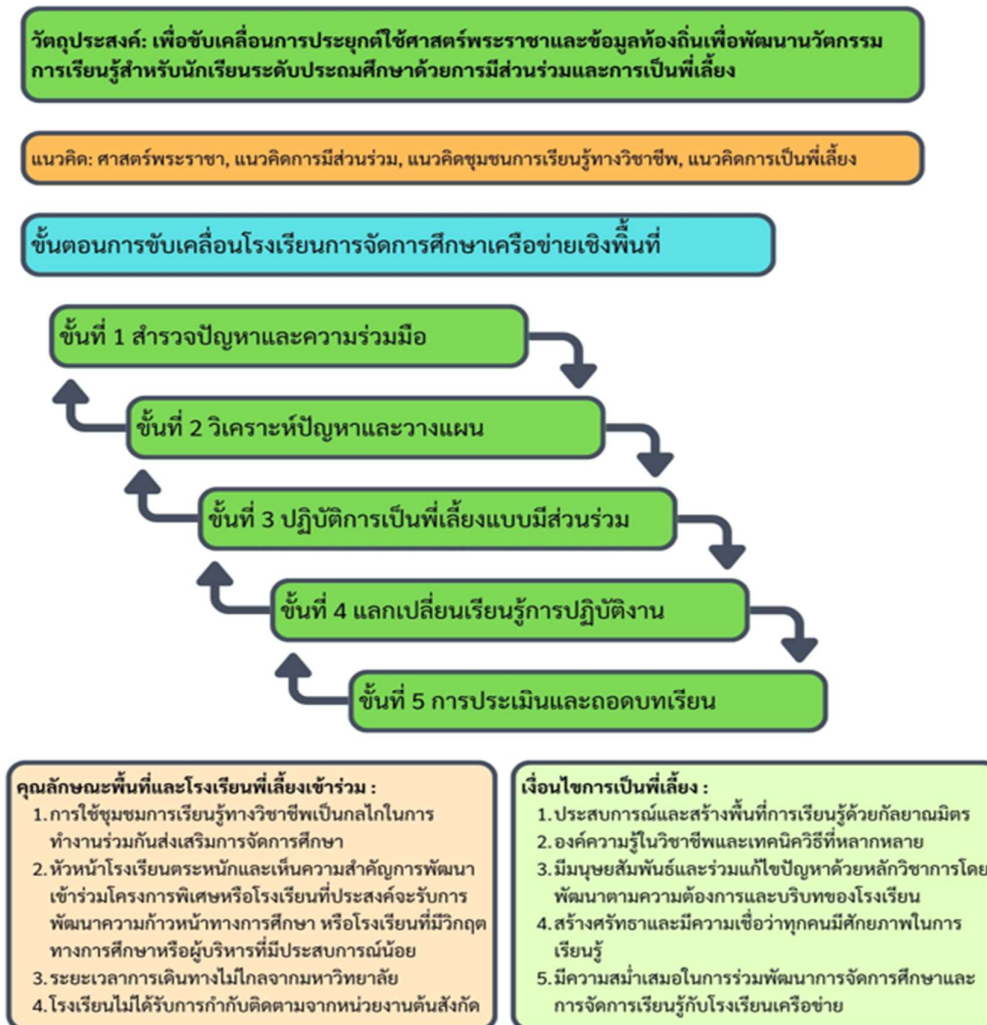 วัตถุประสงค์: เพื่อขับเคลื่อนการประยุกต์ใช้ศาสตร์พระราชาและข้อมูลท้องถิ่นเพื่อพัฒนานวัตกรรม
การเรียนรู้สำหรับนักเรียนระดับประถมศึกษาด้วยการมีส่วนร่วมและการเป็นพี่เลี้ยง
แนวคิด: ศาสตร์พระราชา, แนวคิดการมีส่วนร่วม, แนวคิดชุมชนการเรียนรู้ทางวิชาชีพ, แนวคิดการเป็นพี่เลี้ยง
ขั้นตอนการขับเคลื่อนโรงเรียนการจัดการศึกษาเครือข่ายเชิงพื้นที่
ขั้นที่ 1 สำรวจปัญหาและความร่วมมือ
ขั้นที่ 2 วิเคราะห์ปัญหาและวางแผน
ขั้นที่ 3 ปฏิบัติการเป็นพี่เลี้ยงแบบมีส่วนร่วม
ขั้นที่ 4 แลกเปลี่ยนเรียนรู้การปฏิบัติงาน
ขั้นที่ 5 การประเมินและถอดบทเรียน
คุณลักษณะพื้นที่และโรงเรียนพี่เลี้ยงเข้าร่วม :
1. การใช้ชุมชมการเรียนรู้ทางวิชาชีพเป็นกลไกในการ
ทำงานร่วมกันส่งเสริมการจัดการศึกษา
2. หัวหน้าโรงเรียนตระหนักและเห็นความสำคัญการพัฒนา
เข้าร่วมโครงการพิเศษหรือโรงเรียนที่ประสงค์จะรับการ
พัฒนาความก้าวหน้าทางการศึกษา หรือโรงเรียนที่มีวิกฤต
ทางการศึกษาหรือผู้บริหารที่มีประสบการณ์น้อย
3. ระยะเวลาการเดินทางไม่ไกลจากมหาวิทยาลัย
4. โรงเรียนไม่ได้รับการกำกับติดตามจากหน่วยงานต้นสังกัด
เงื่อนไขการเป็นพี่เลี้ยง :
1. ประสบการณ์และสร้างพื้นที่การเรียนรู้ด้วยกัลยาณมิตร
2. องค์ความรู้ในวิชาชีพและเทคนิควิธีที่หลากหลาย
3. มีมนุษยสัมพันธ์และร่วมแก้ไขปัญหาด้วยหลักวิชาการโดย
พัฒนาตามความต้องการและบริบทของโรงเรียน
4. สร้างศรัทธาและมีความเชื่อว่าทุกคนมีศักยภาพในการ
เรียนรู้
5. มีความสม่ำเสมอในการร่วมพัฒนาการจัดการศึกษาและ
การจัดการเรียนรู้กับโรงเรียนเครือข่าย